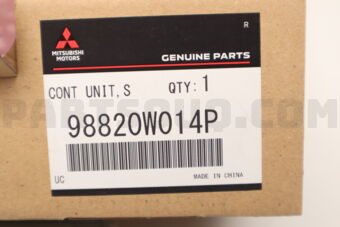 R
MITSUBISHI
MOTORS
GENUINE PARTS
CONT UNIT,S QTY:1
98820W014P
UC
MADE IN CHINA
PARTSOUQ.COM